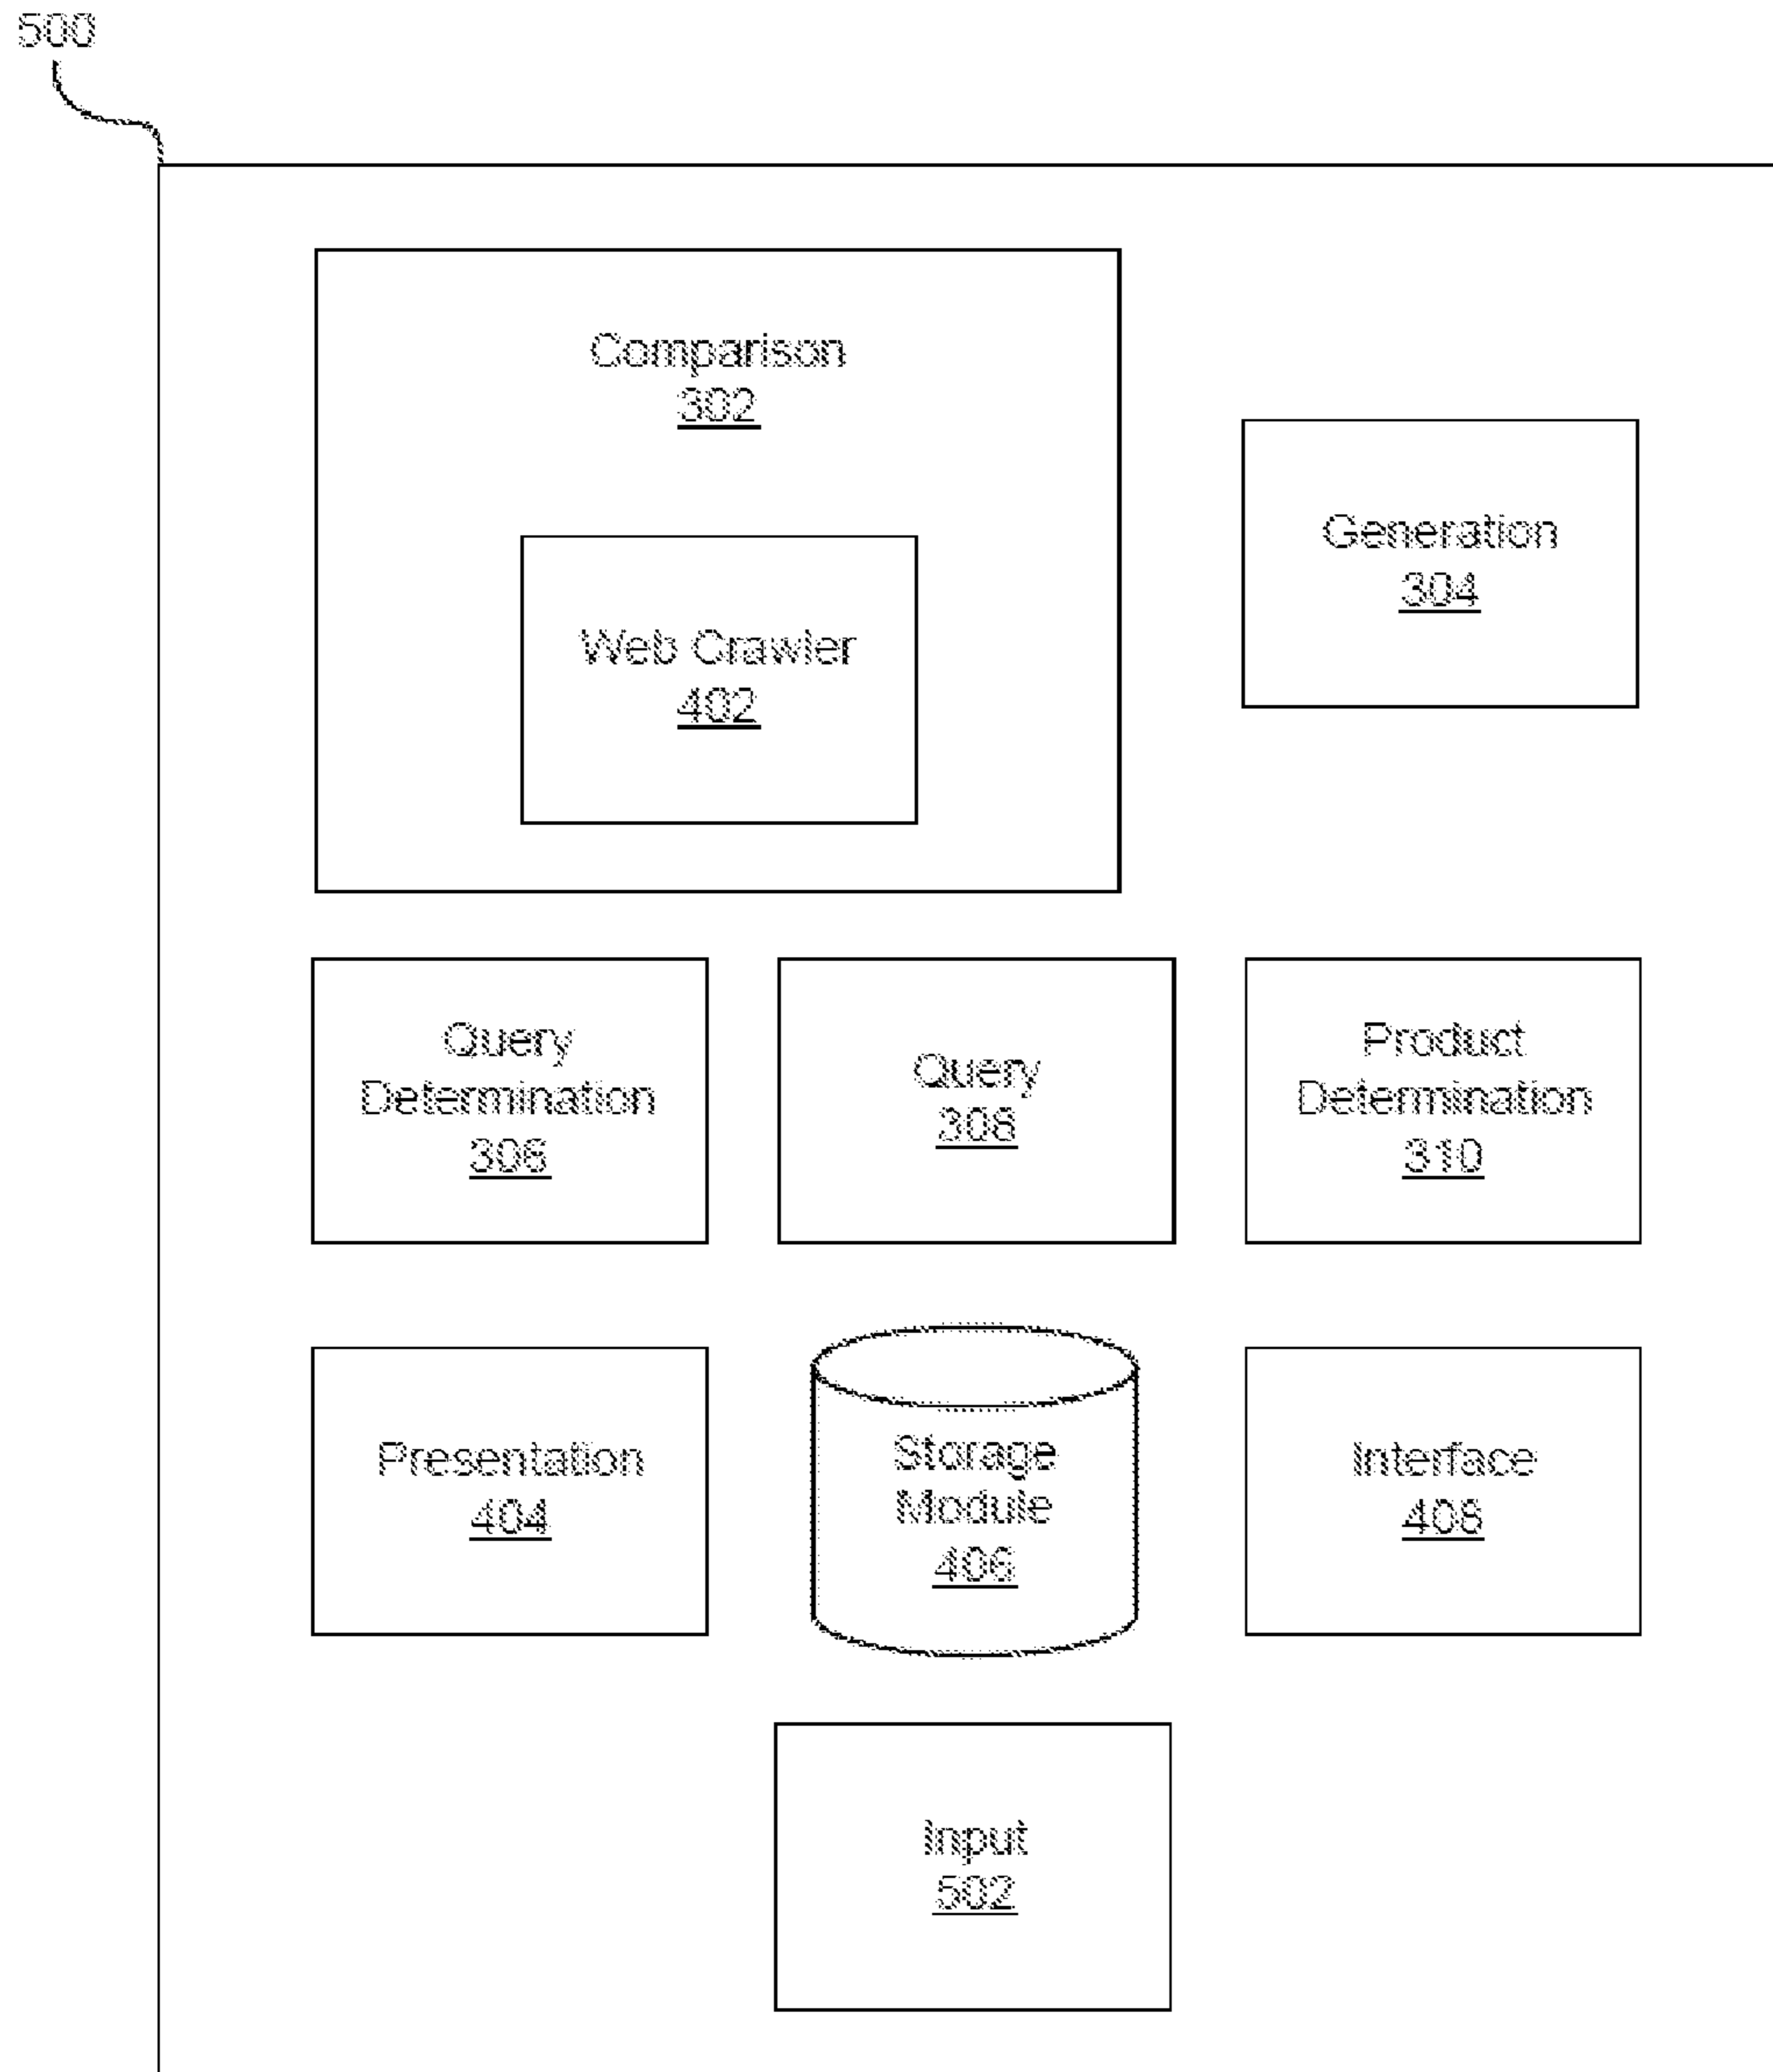 500
Comparison
302
Generation
304
Web Crawler
402
Query
Determination
306
Query
308
Product
Determination
310
Presentation
404
Storage
Module
406
Interface
408
Input
502